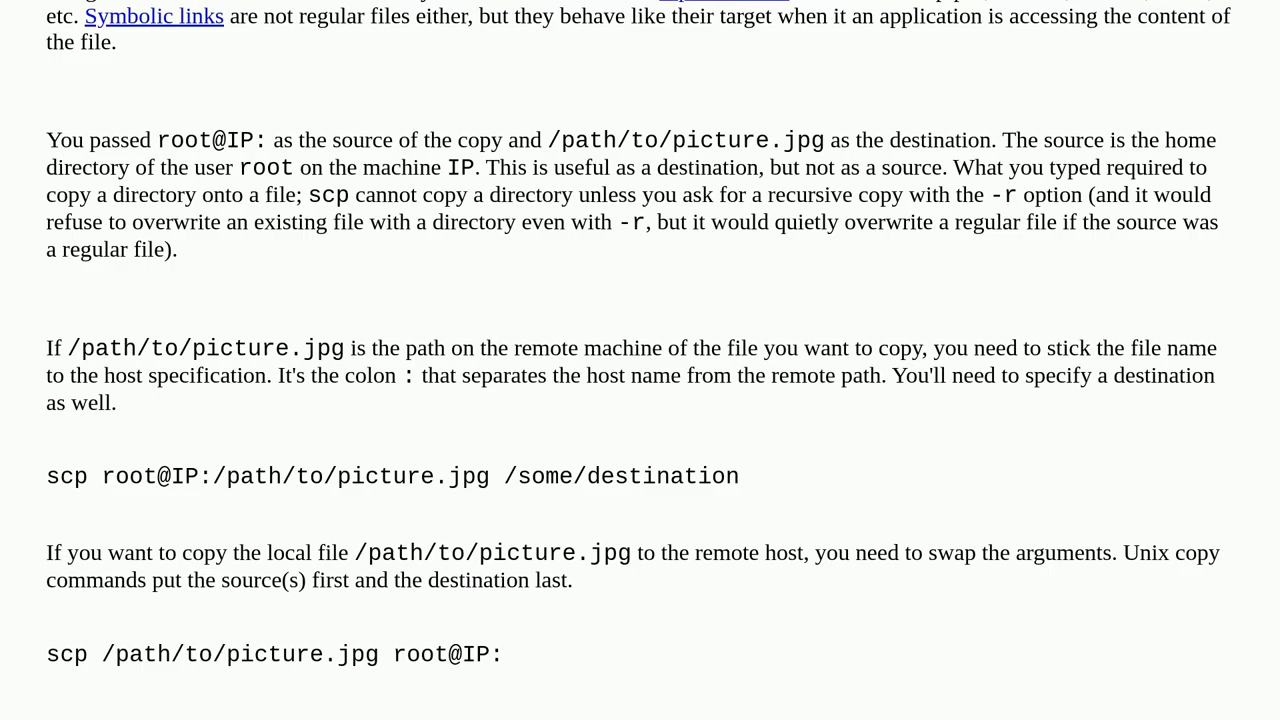 etc. Symbolic links are not regular files either, but they behave like their target when it an application is accessing the content of
the file.
You passed root@IP: as the source of the copy and /path/to/picture.jpg as the destination. The source is the home
directory of the user root on the machine IP. This is useful as a destination, but not as a source. What you typed required to
copy a directory onto a file; scp cannot copy a directory unless you ask for a recursive copy with the -r option (and it would
refuse to overwrite an existing file with a directory even with -r, but it would quietly overwrite a regular file if the source was
a regular file).
If /path/to/picture.jpg is the path on the remote machine of the file you want to copy, you need to stick the file name
to the host specification. It's the colon : that separates the host name from the remote path. You'll need to specify a destination
as well.
scp root@IP:/path/to/picture.jpg /some/destination
If you want to copy the local file /path/to/picture.jpg to the remote host, you need to swap the arguments. Unix copy
commands put the source(s) first and the destination last.
scp /path/to/picture.jpg root@IP: